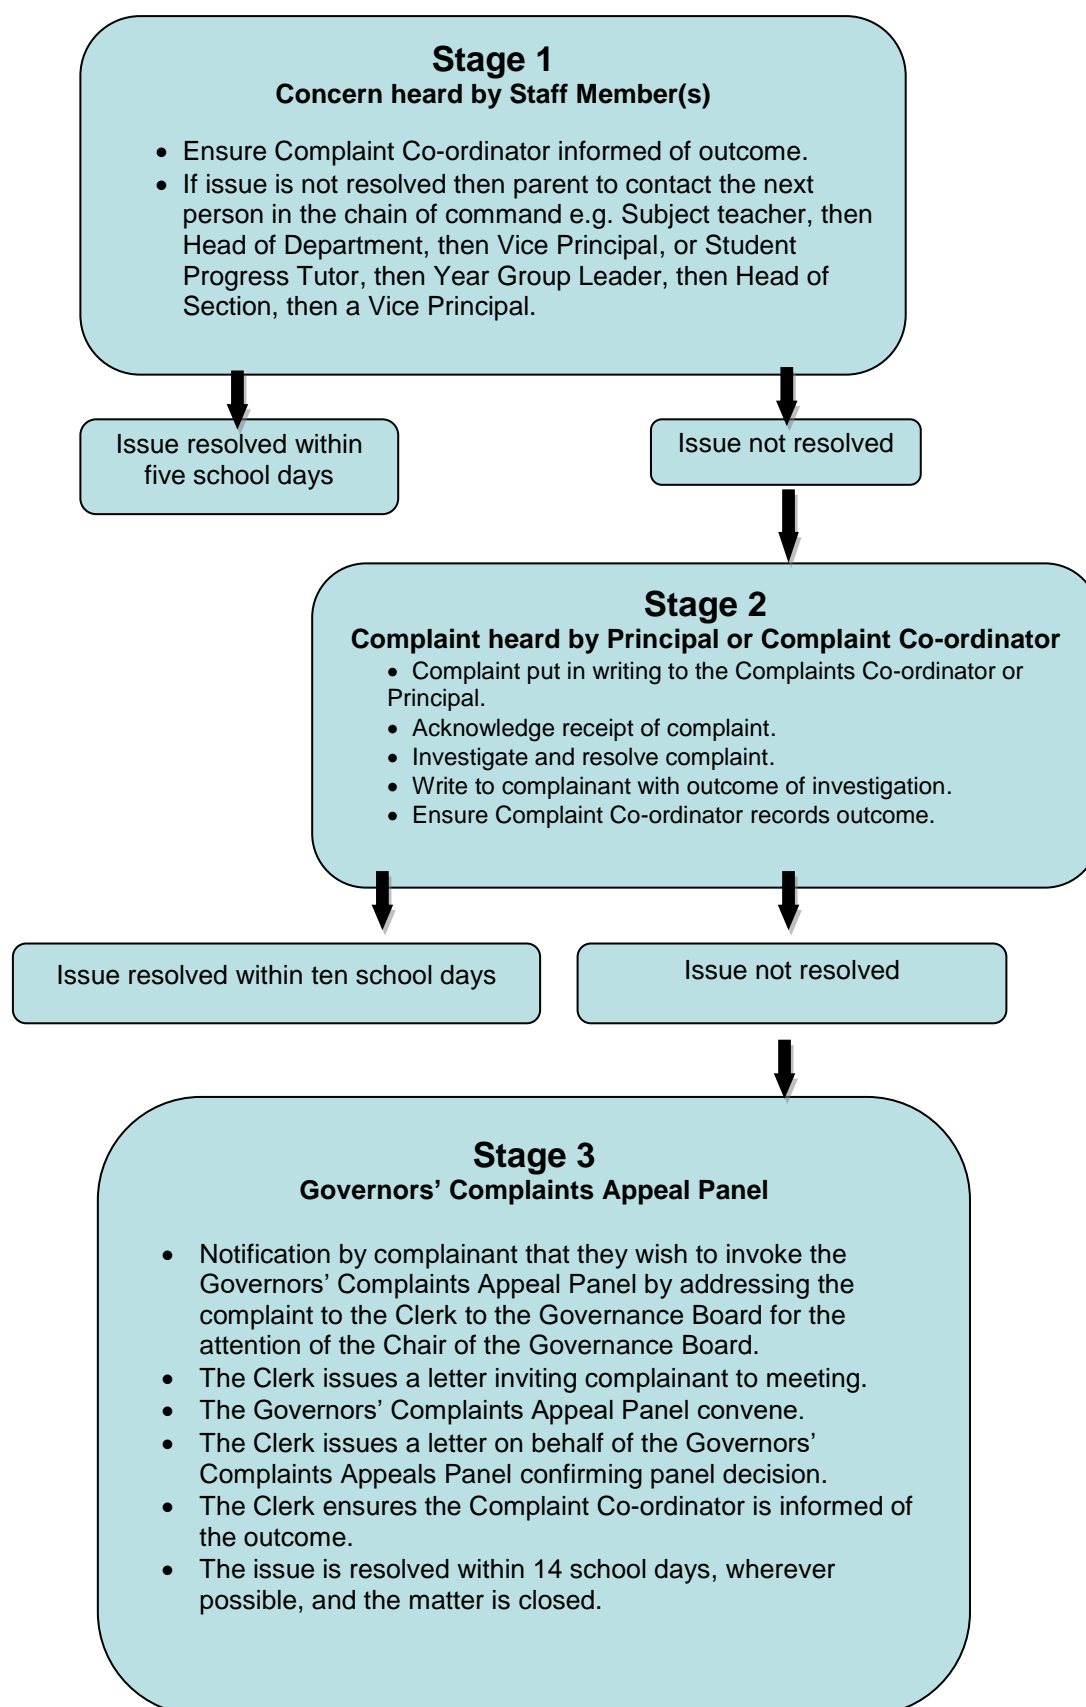 Stage 1
Concern heard by Staff Member(s)
• Ensure Complaint Co-ordinator informed of outcome.
• If issue is not resolved then parent to contact the next
person in the chain of command e.g. Subject teacher, then
Head of Department, then Vice Principal, or Student
Progress Tutor, then Year Group Leader, then Head of
Section, then a Vice Principal.
Issue resolved within
five school days
Issue not resolved
Stage 2
Complaint heard by Principal or Complaint Co-ordinator
• Complaint put in writing to the Complaints Co-ordinator or
Principal.
• Acknowledge receipt of complaint.
• Investigate and resolve complaint.
• Write to complainant with outcome of investigation.
• Ensure Complaint Co-ordinator records outcome.
Issue resolved within ten school days
Issue not resolved
Stage 3
Governors’ Complaints Appeal Panel
• Notification by complainant that they wish to invoke the
Governors’ Complaints Appeal Panel by addressing the
complaint to the Clerk to the Governance Board for the
attention of the Chair of the Governance Board.
• The Clerk issues a letter inviting complainant to meeting.
• The Governors’ Complaints Appeal Panel convene.
• The Clerk issues a letter on behalf of the Governors’
Complaints Appeals Panel confirming panel decision.
• The Clerk ensures the Complaint Co-ordinator is informed of
the outcome.
• The issue is resolved within 14 school days, wherever
possible, and the matter is closed.